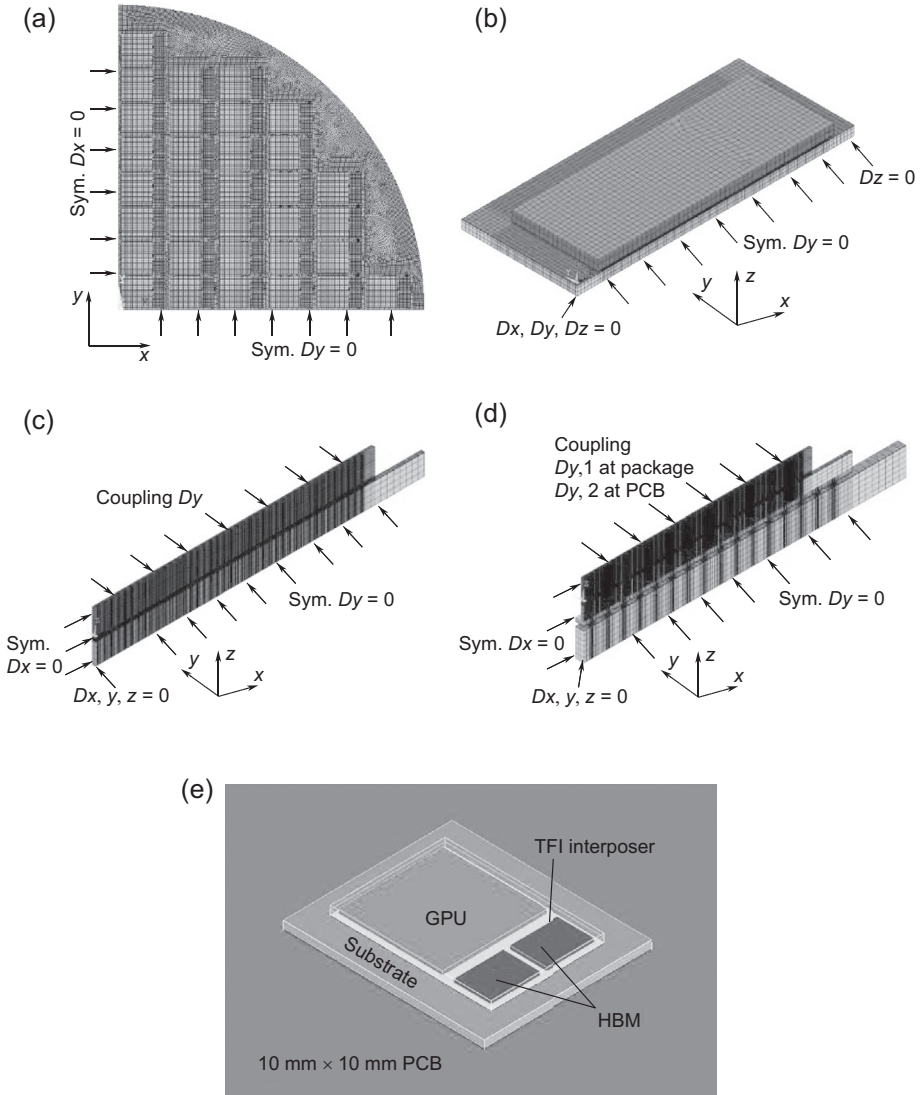 (a)
Sym. Dx = 0
y
x
Sym. Dy = 0
(b)
Dz = 0
Sym. Dy = 0
Dx, Dy, Dz = 0
y
z
x
(c)
Coupling Dy
Sym. Dy = 0
Sym.
Dx = 0
Dx, y, z = 0
y
z
x
(d)
Coupling
Dy,1 at package
Dy, 2 at PCB
Sym. Dy = 0
Sym. Dx = 0
Dx, y, z = 0
y
z
x
(e)
TFI interposer
GPU
Substrate
HBM
10 mm × 10 mm PCB